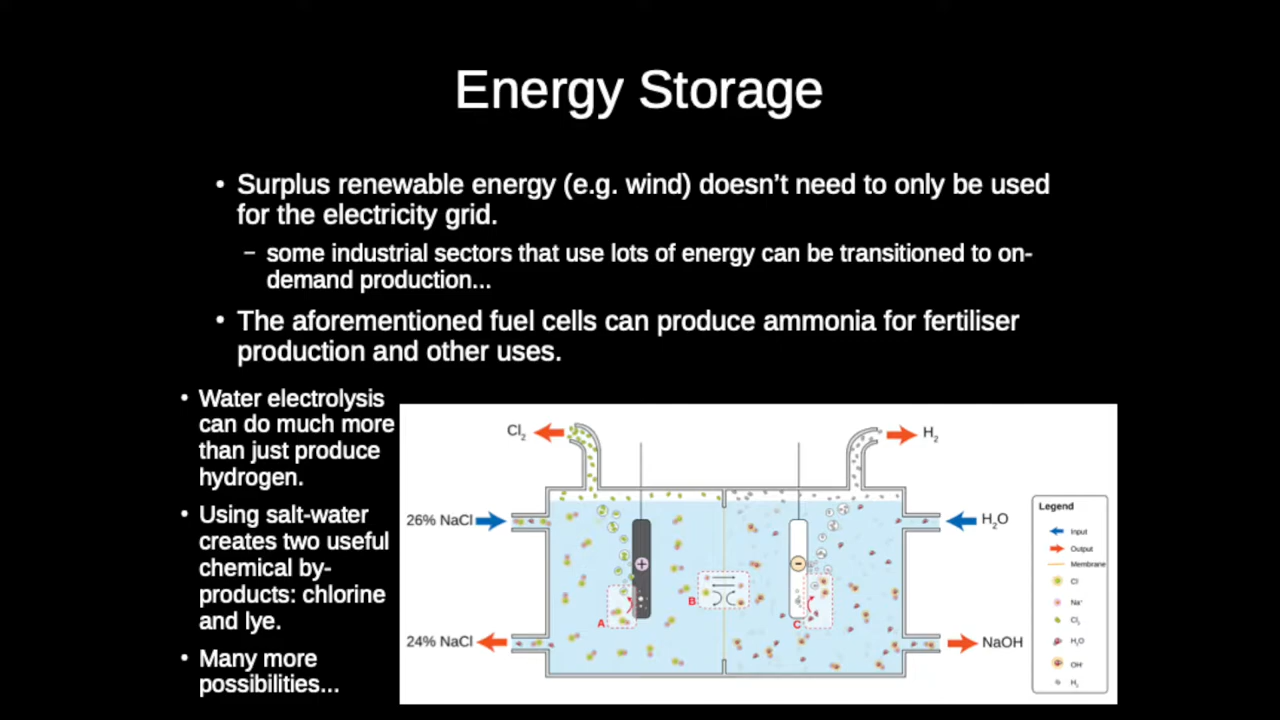 Energy Storage
• Surplus renewable energy (e.g. wind) doesn't need to only be used
for the electricity grid.
– some industrial sectors that use lots of energy can be transitioned to on-
demand production...
• The aforementioned fuel cells can produce ammonia for fertiliser
production and other uses.
• Water electrolysis
can do much more
than just produce
hydrogen.
• Using salt-water
creates two useful
chemical by-
products: chlorine
and lye.
• Many more
possibilities...
Cl₂
H₂
26% NaCl
H₂O
24% NaCl
NaOH
+
-
A
B
C
Legend
Input
Output
Membrane
Cl
Na⁺
Cl₂
H₂O
OH⁻
H₂